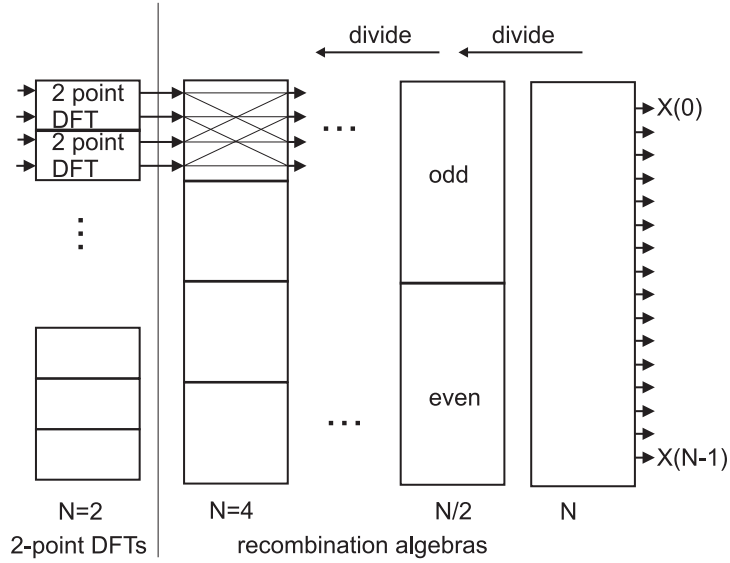 divide
divide
2 point
DFT
2 point
DFT
...
X(0)
odd
even
...
X(N-1)
N=2
N=4
N/2
N
2-point DFTs
recombination algebras